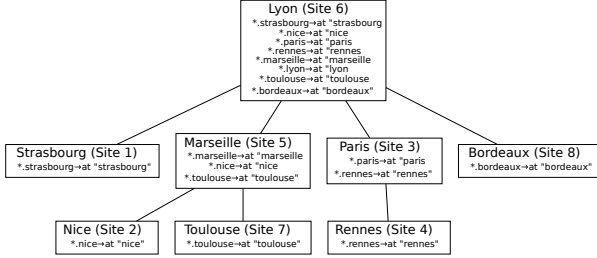 Lyon (Site 6)
*.strasbourg→at "strasbourg
*.nice→at "nice
*.paris→at "paris
*.rennes→at "rennes
*.marseille→at "marseille
*.lyon→at "lyon
*.toulouse→at "toulouse
*.bordeaux→at "bordeaux"
Strasbourg (Site 1)
*.strasbourg→at "strasbourg"
Marseille (Site 5)
*.marseille→at "marseille
*.nice→at "nice
*.toulouse→at "toulouse"
Paris (Site 3)
*.paris→at "paris
*.rennes→at "rennes"
Bordeaux (Site 8)
*.bordeaux→at "bordeaux"
Nice (Site 2)
*.nice→at "nice"
Toulouse (Site 7)
*.toulouse→at "toulouse"
Rennes (Site 4)
*.rennes→at "rennes"